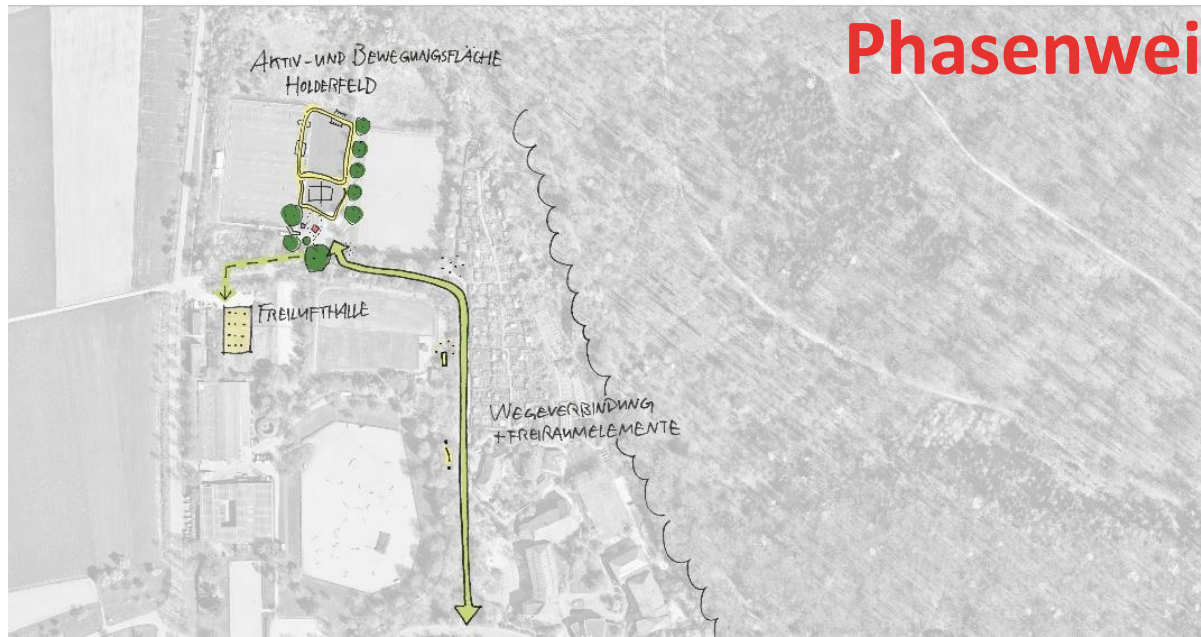 Phasenwei
N
AKTIV-UND BEWEGUNGSFLÄCHE
HOLDERFELD
FREILUFTHALLE
WEGEVERBINDUNG
+FREIRAUMELEMENTE